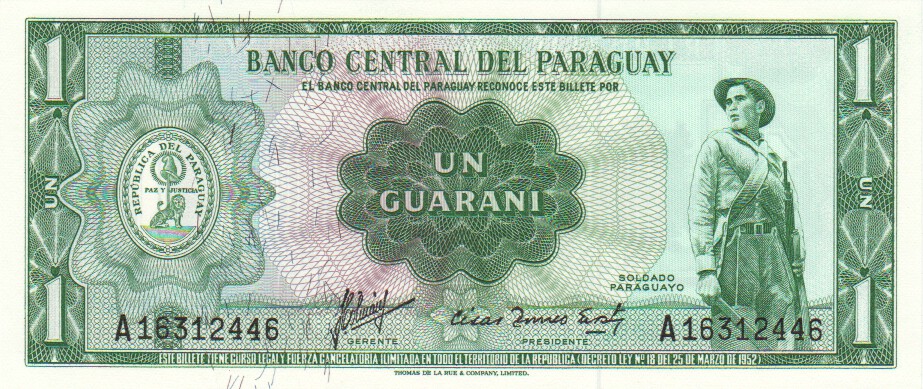 1
1
BANCO CENTRAL DEL PARAGUAY
EL BANCO CENTRAL DEL PARAGUAY RECONOCE ESTE BILLETE POR
REPÚBLICA DEL PARAGUAY
PAZ Y JUSTICIA
UN
GUARANI
UN
UN
SOLDADO
PARAGUAYO
A16312446
A16312446
GERENTE
PRESIDENTE
1
1
ESTE BILLETE TIENE CURSO LEGAL Y FUERZA CANCELATORIA ILIMITADA EN TODO EL TERRITORIO DE LA REPUBLICA (DECRETO LEY Nº 18 DEL 25 DE MARZO DE 1952)
THOMAS DE LA RUE & COMPANY, LIMITED.